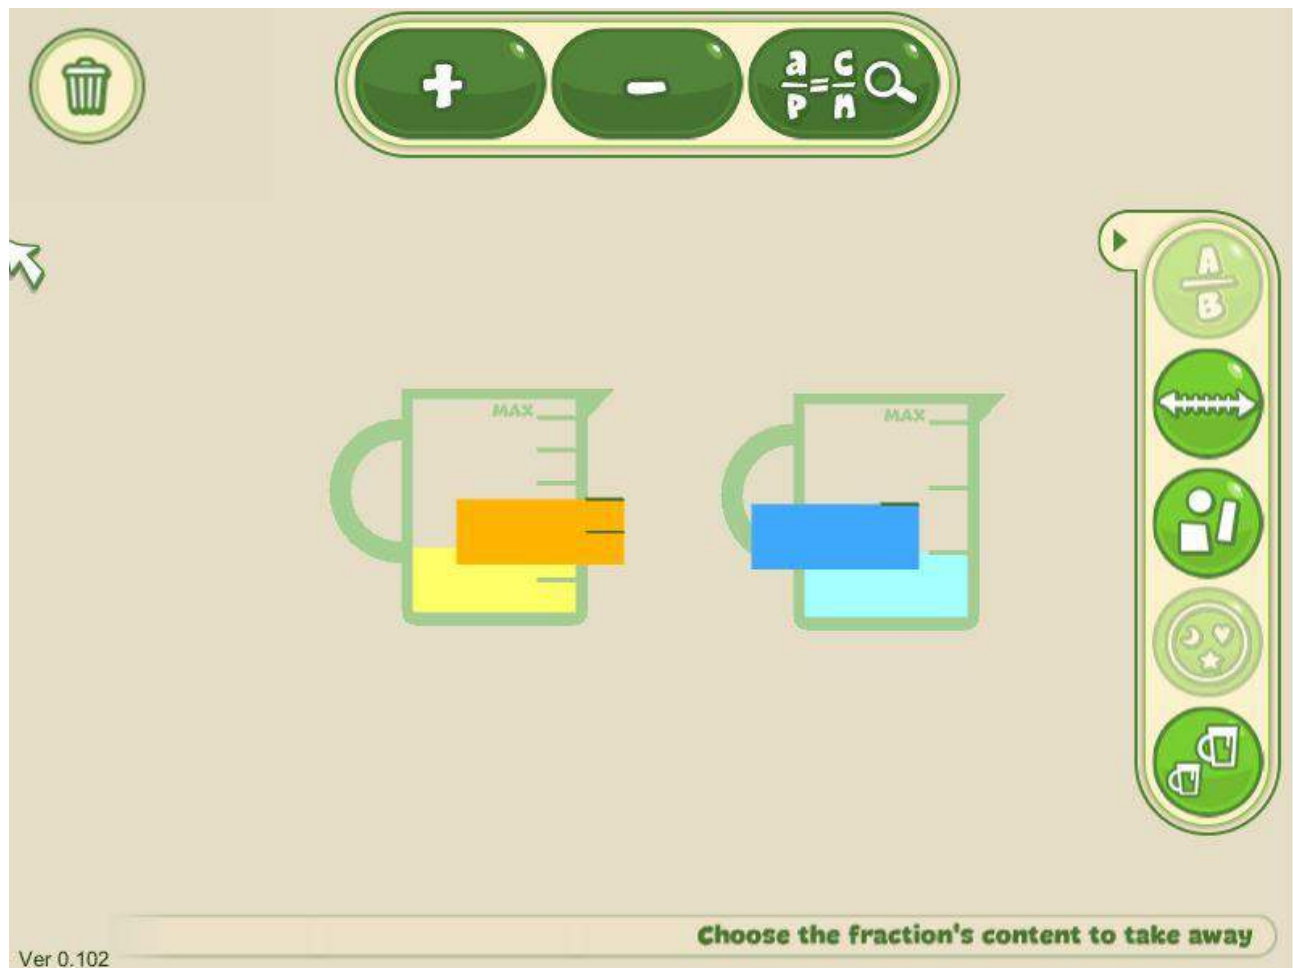 +
-
a/p = c/n
MAX
MAX
A
B
Choose the fraction's content to take away
Ver 0.102